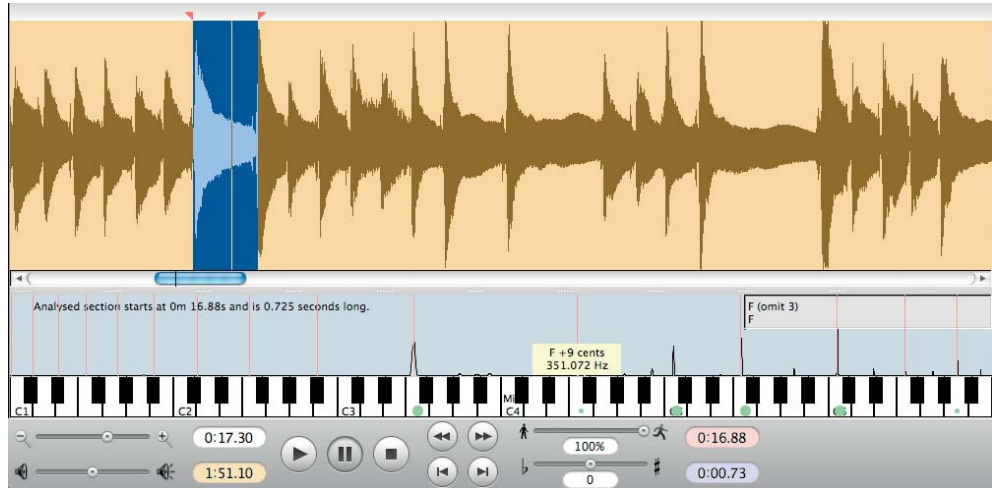 Analysed section starts at 0m 16.88s and is 0.725 seconds long.
F (omit 3)
F
F +9 cents
351.072 Hz
Mi
C1
C2
C3
C4
0:17.30
100%
0:16.88
1:51.10
♭
0
♯
0:00.73